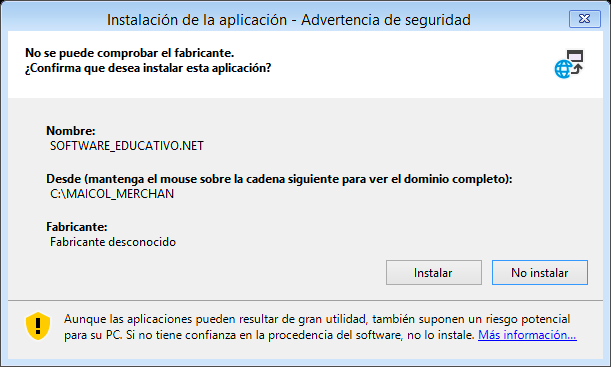 Instalación de la aplicación - Advertencia de seguridad
No se puede comprobar el fabricante.
¿Confirma que desea instalar esta aplicación?
Nombre:
SOFTWARE_EDUCATIVO.NET
Desde (mantenga el mouse sobre la cadena siguiente para ver el dominio completo):
C:\MAICOL_MERCHAN
Fabricante:
Fabricante desconocido
Instalar
No instalar
Aunque las aplicaciones pueden resultar de gran utilidad, también suponen un riesgo potencial
para su PC. Si no tiene confianza en la procedencia del software, no lo instale. Más información...